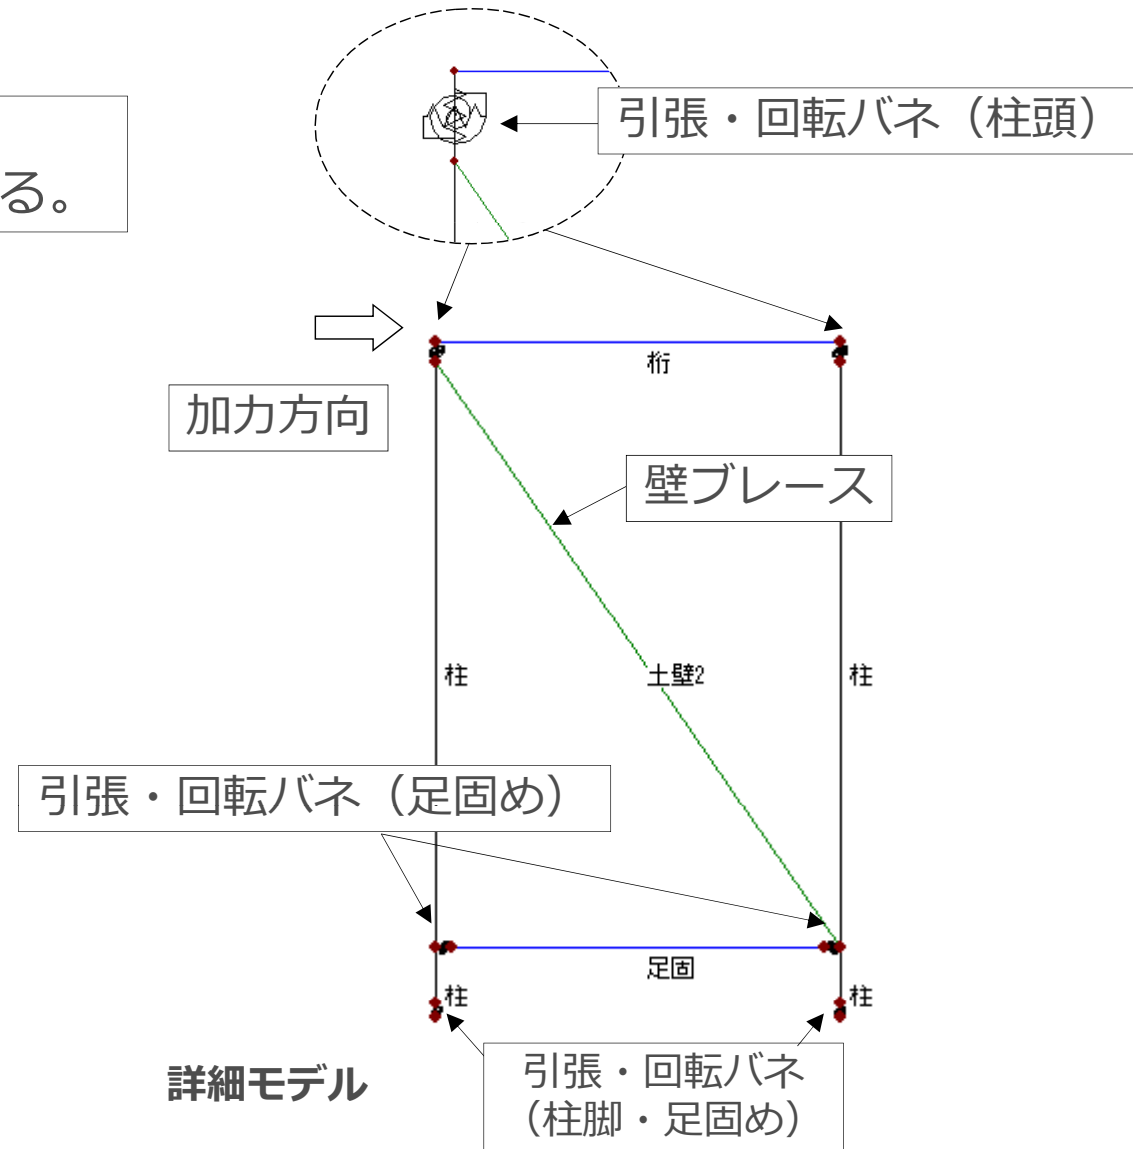 引張・回転バネ（柱頭）
る。
桁
加力方向
壁ブレース
柱
土壁2
柱
引張・回転バネ（足固め）
足固
柱
柱
引張・回転バネ
（柱脚・足固め）
詳細モデル